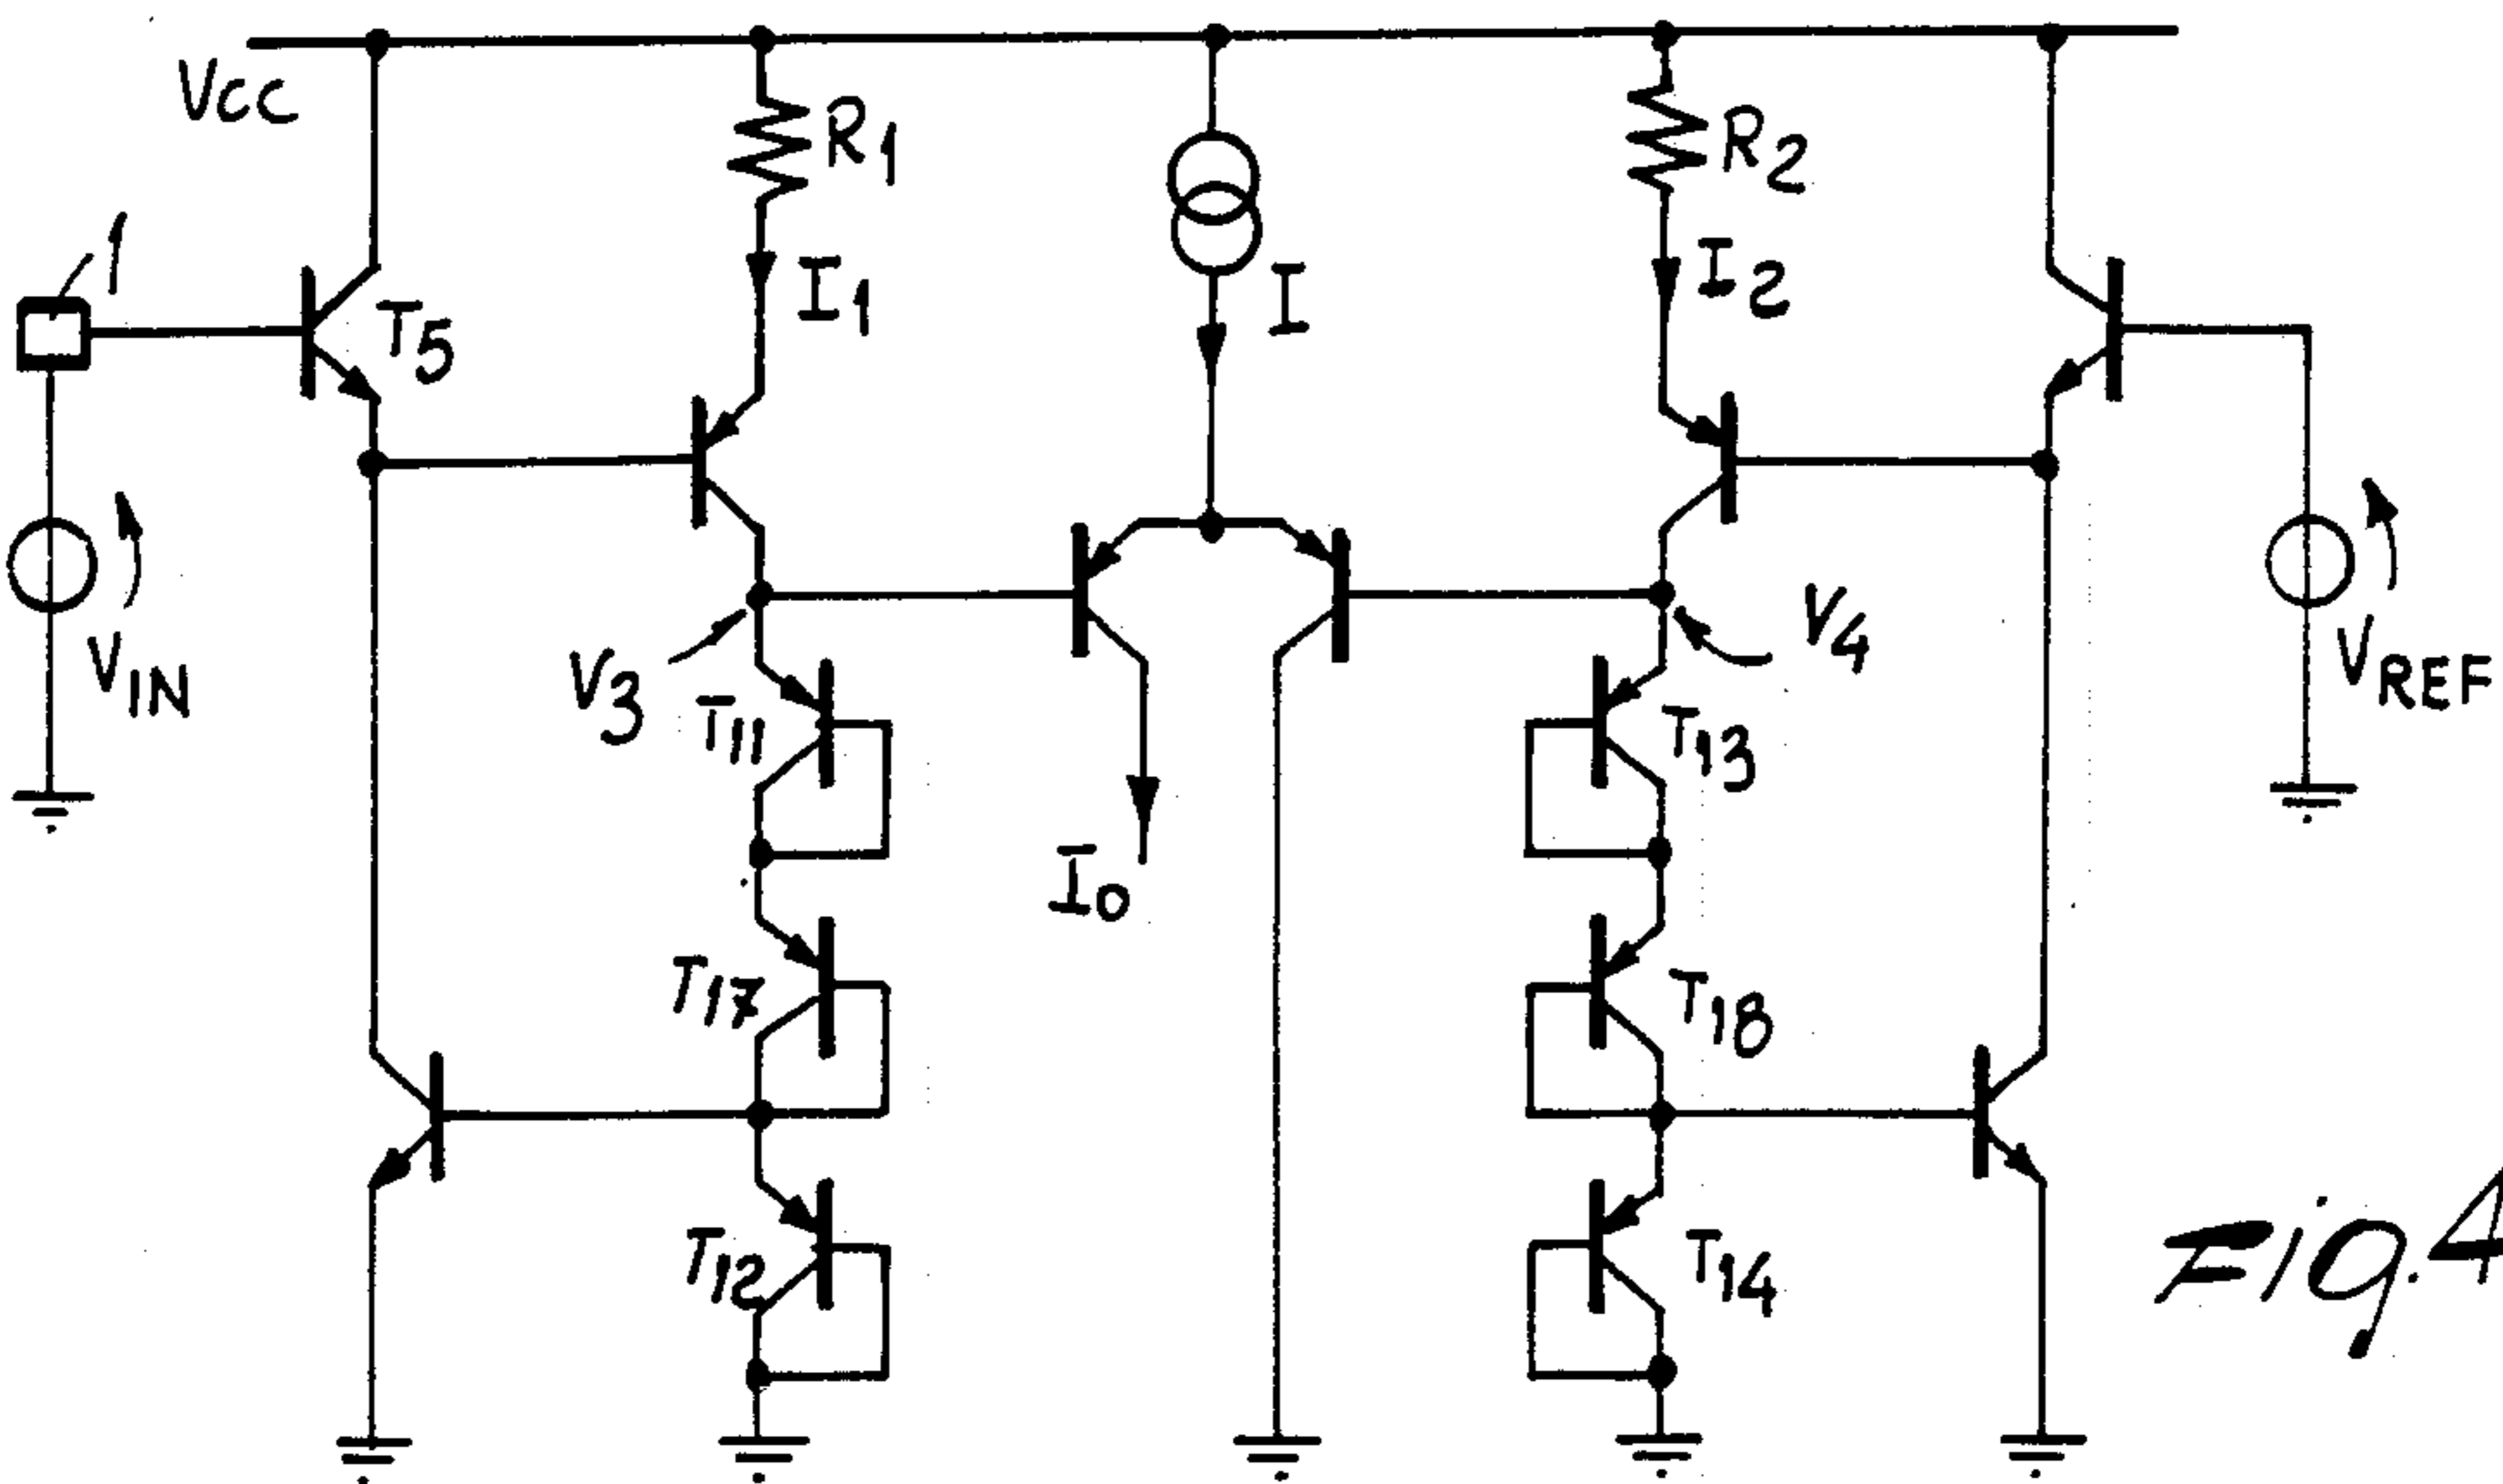 VCC
R1
R2
1
I1
I
I2
T5
VIN
V3
T11
V4
T13
VREF
I0
T17
T18
T12
T14
Fig.4